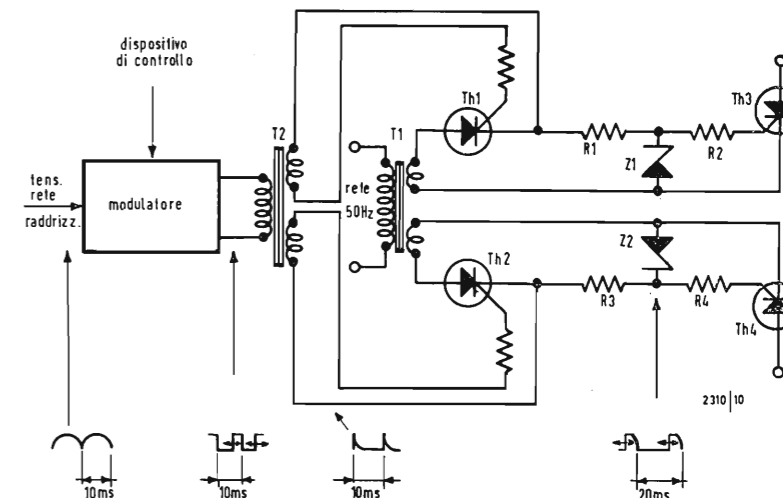 dispositivo
di controllo
tens.
rete
raddrizz.
modulatore
T2
rete
50Hz
T1
Th1
Th2
R1
Z1
R2
Th3
Z2
R3
R4
Th4
2310|10
10ms
10ms
10ms
20ms